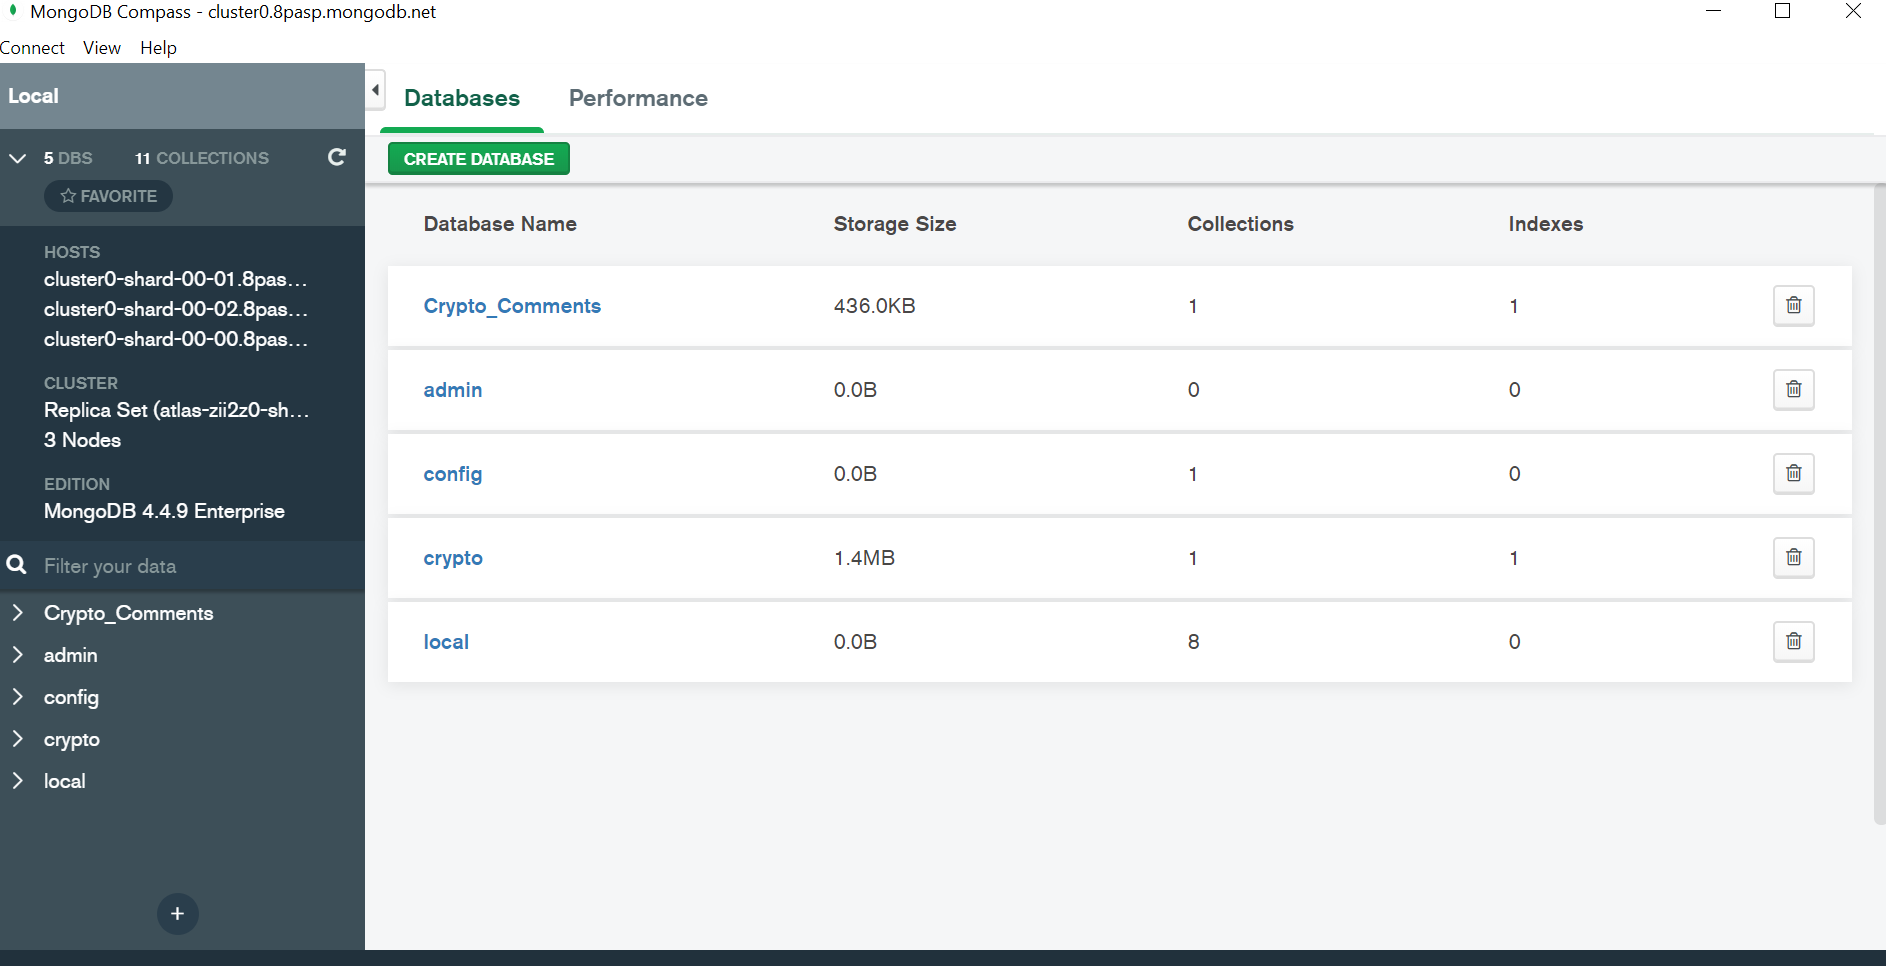 MongoDB Compass - cluster0.8pasp.mongodb.net
Connect View Help
Local
5 DBS 11 COLLECTIONS
FAVORITE
HOSTS
cluster0-shard-00-01.8pas...
cluster0-shard-00-02.8pas...
cluster0-shard-00-00.8pas...
CLUSTER
Replica Set (atlas-zii2z0-sh...
3 Nodes
EDITION
MongoDB 4.4.9 Enterprise
Filter your data
Crypto_Comments
admin
config
crypto
local
+
Databases Performance
CREATE DATABASE
Database Name Storage Size Collections Indexes
Crypto_Comments 436.0KB 1 1
admin 0.0B 0 0
config 0.0B 1 0
crypto 1.4MB 1 1
local 0.0B 8 0